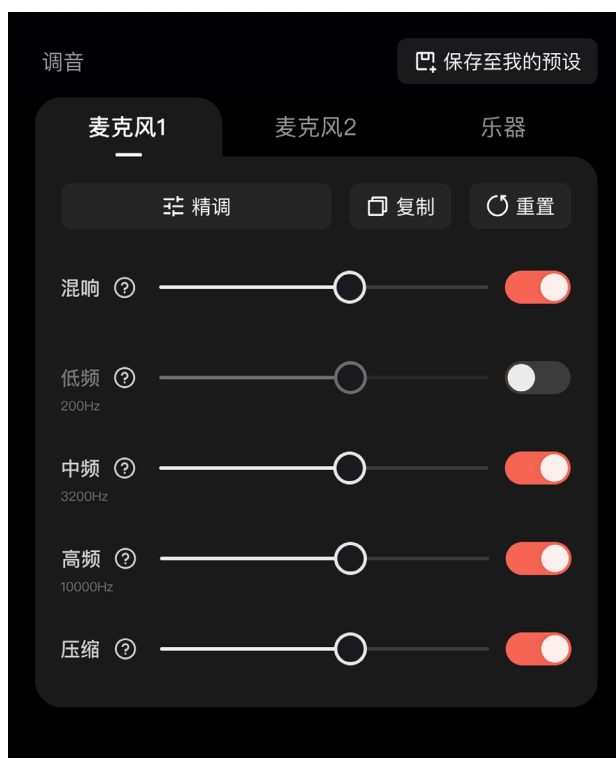 调音 保存至我的预设
麦克风1 麦克风2 乐器
精调 复制 重置
混响 ?
低频 ?
200Hz
中频 ?
3200Hz
高频 ?
10000Hz
压缩 ?